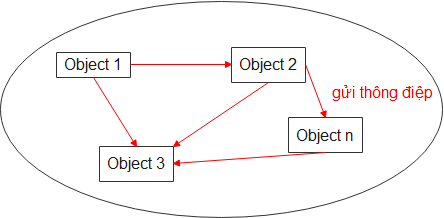 Object 1
Object 2
gửi thông điệp
Object n
Object 3